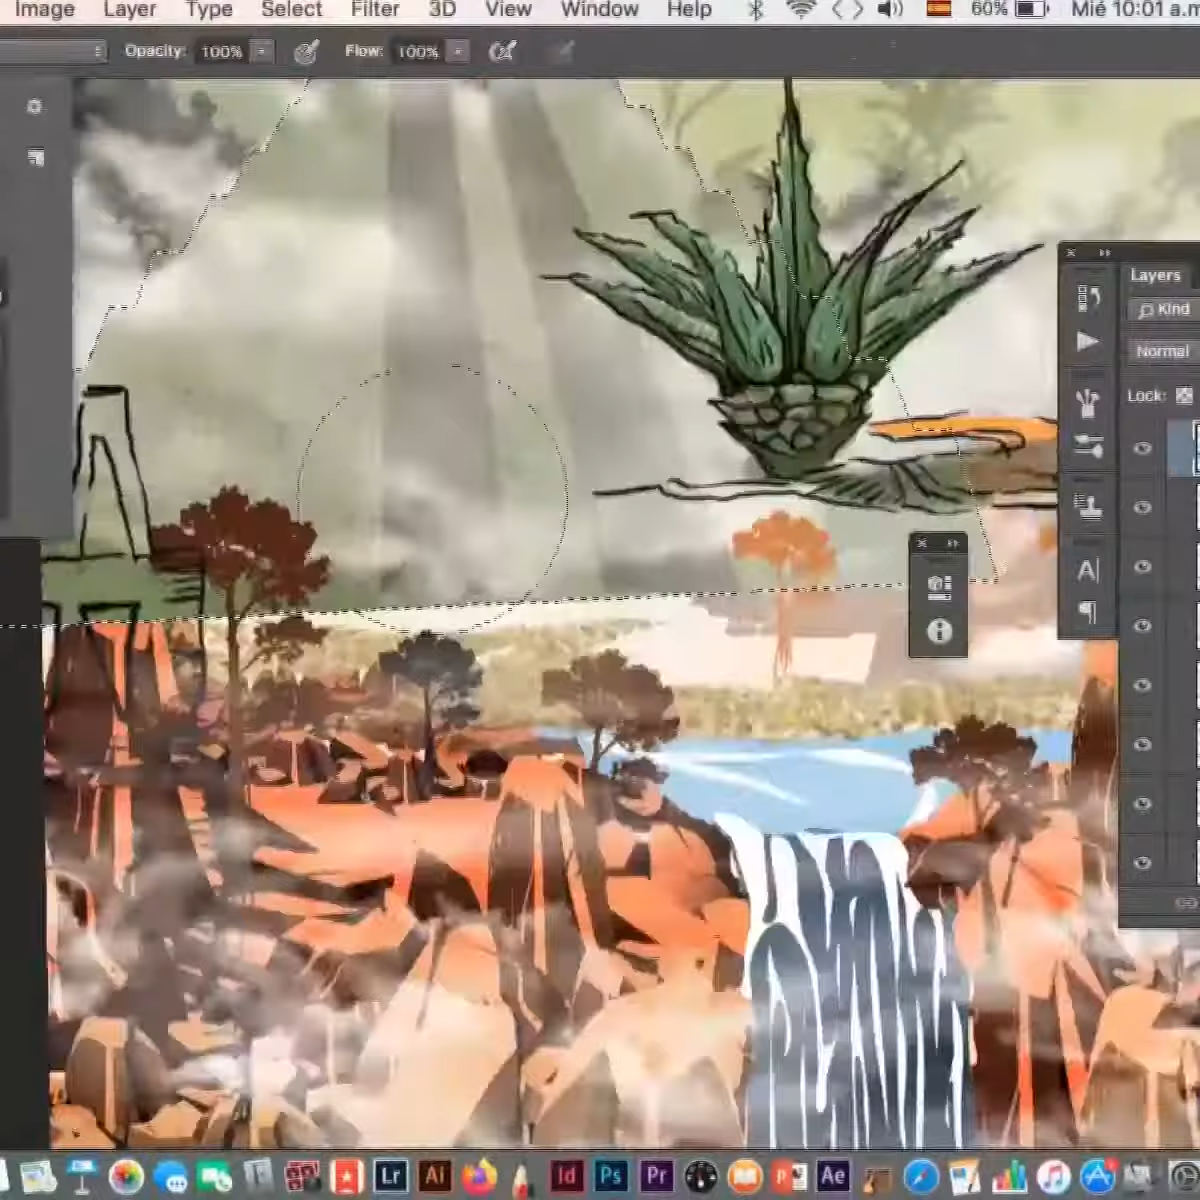 Image Layer Type Select Filter 3D View Window Help 60% Mié 10:01 a.m
Opacity: 100% Flow: 100%
Layers
Kind
Normal
Lock:
A
Lr Ai Id Ps Pr Ae